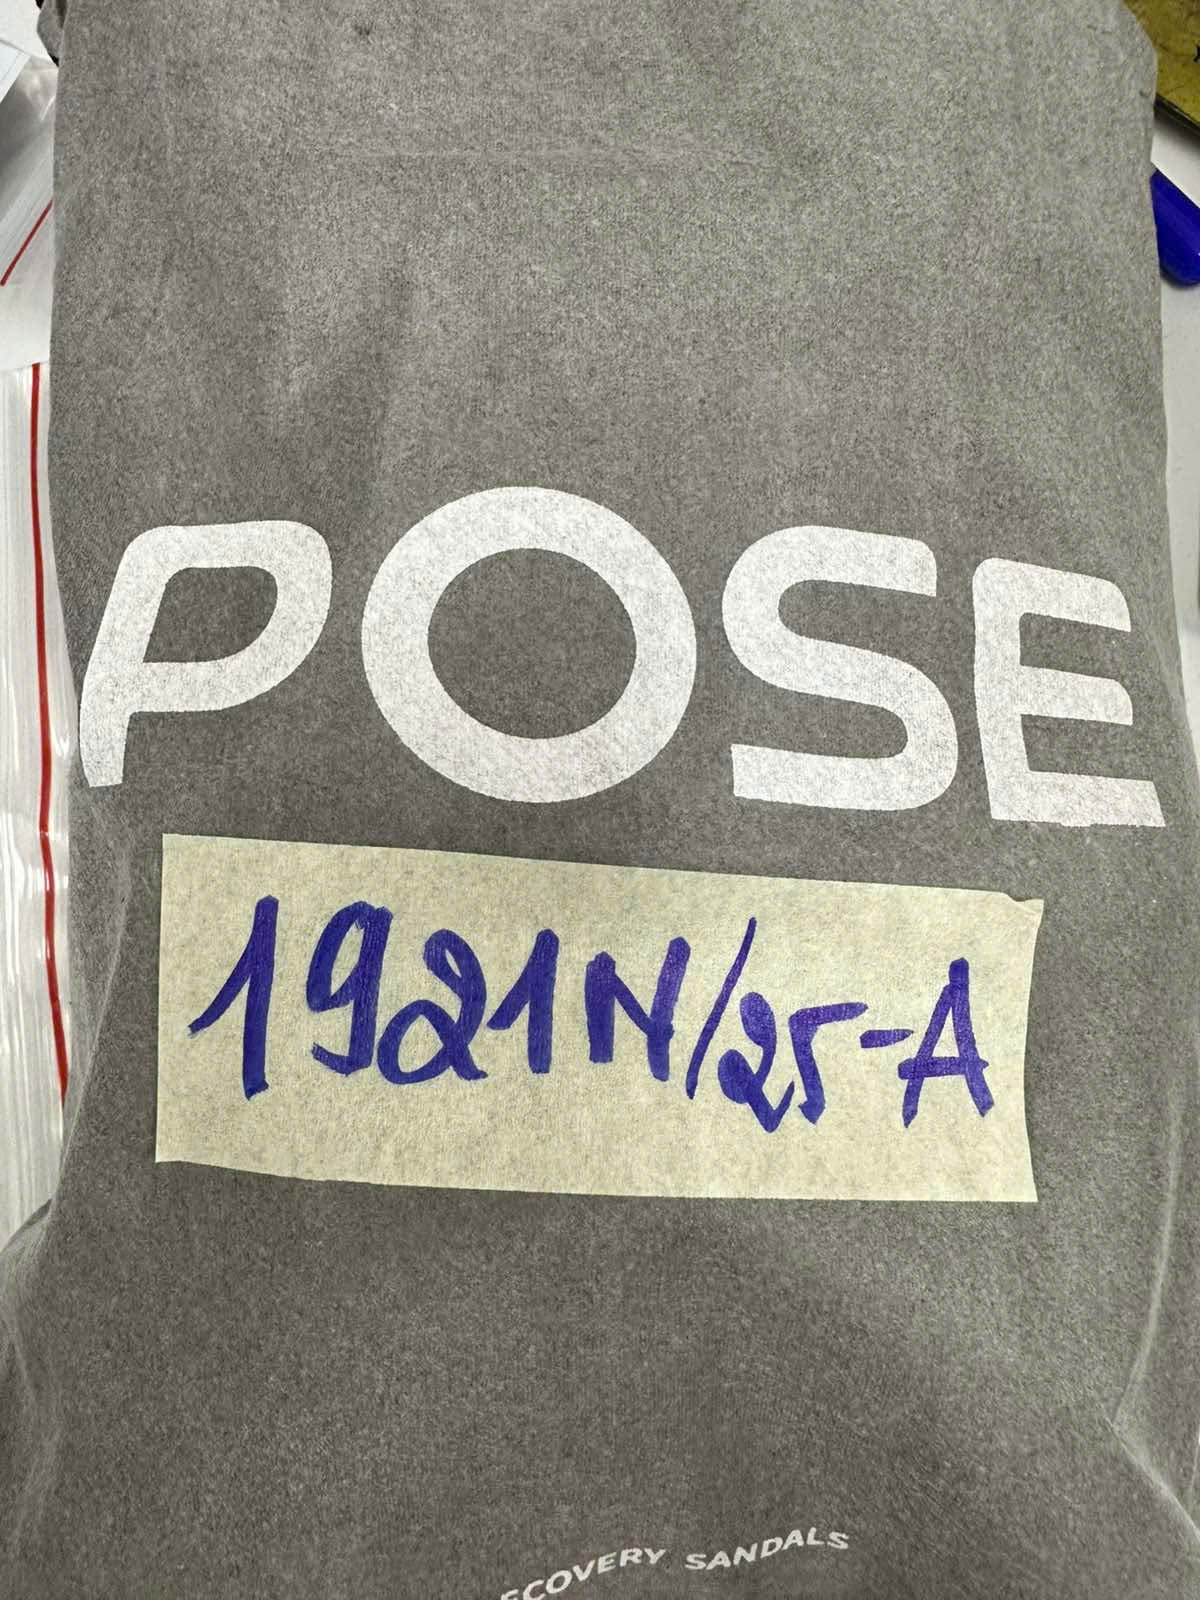 POSE
1921N/25-A
ECOVERY SANDALS